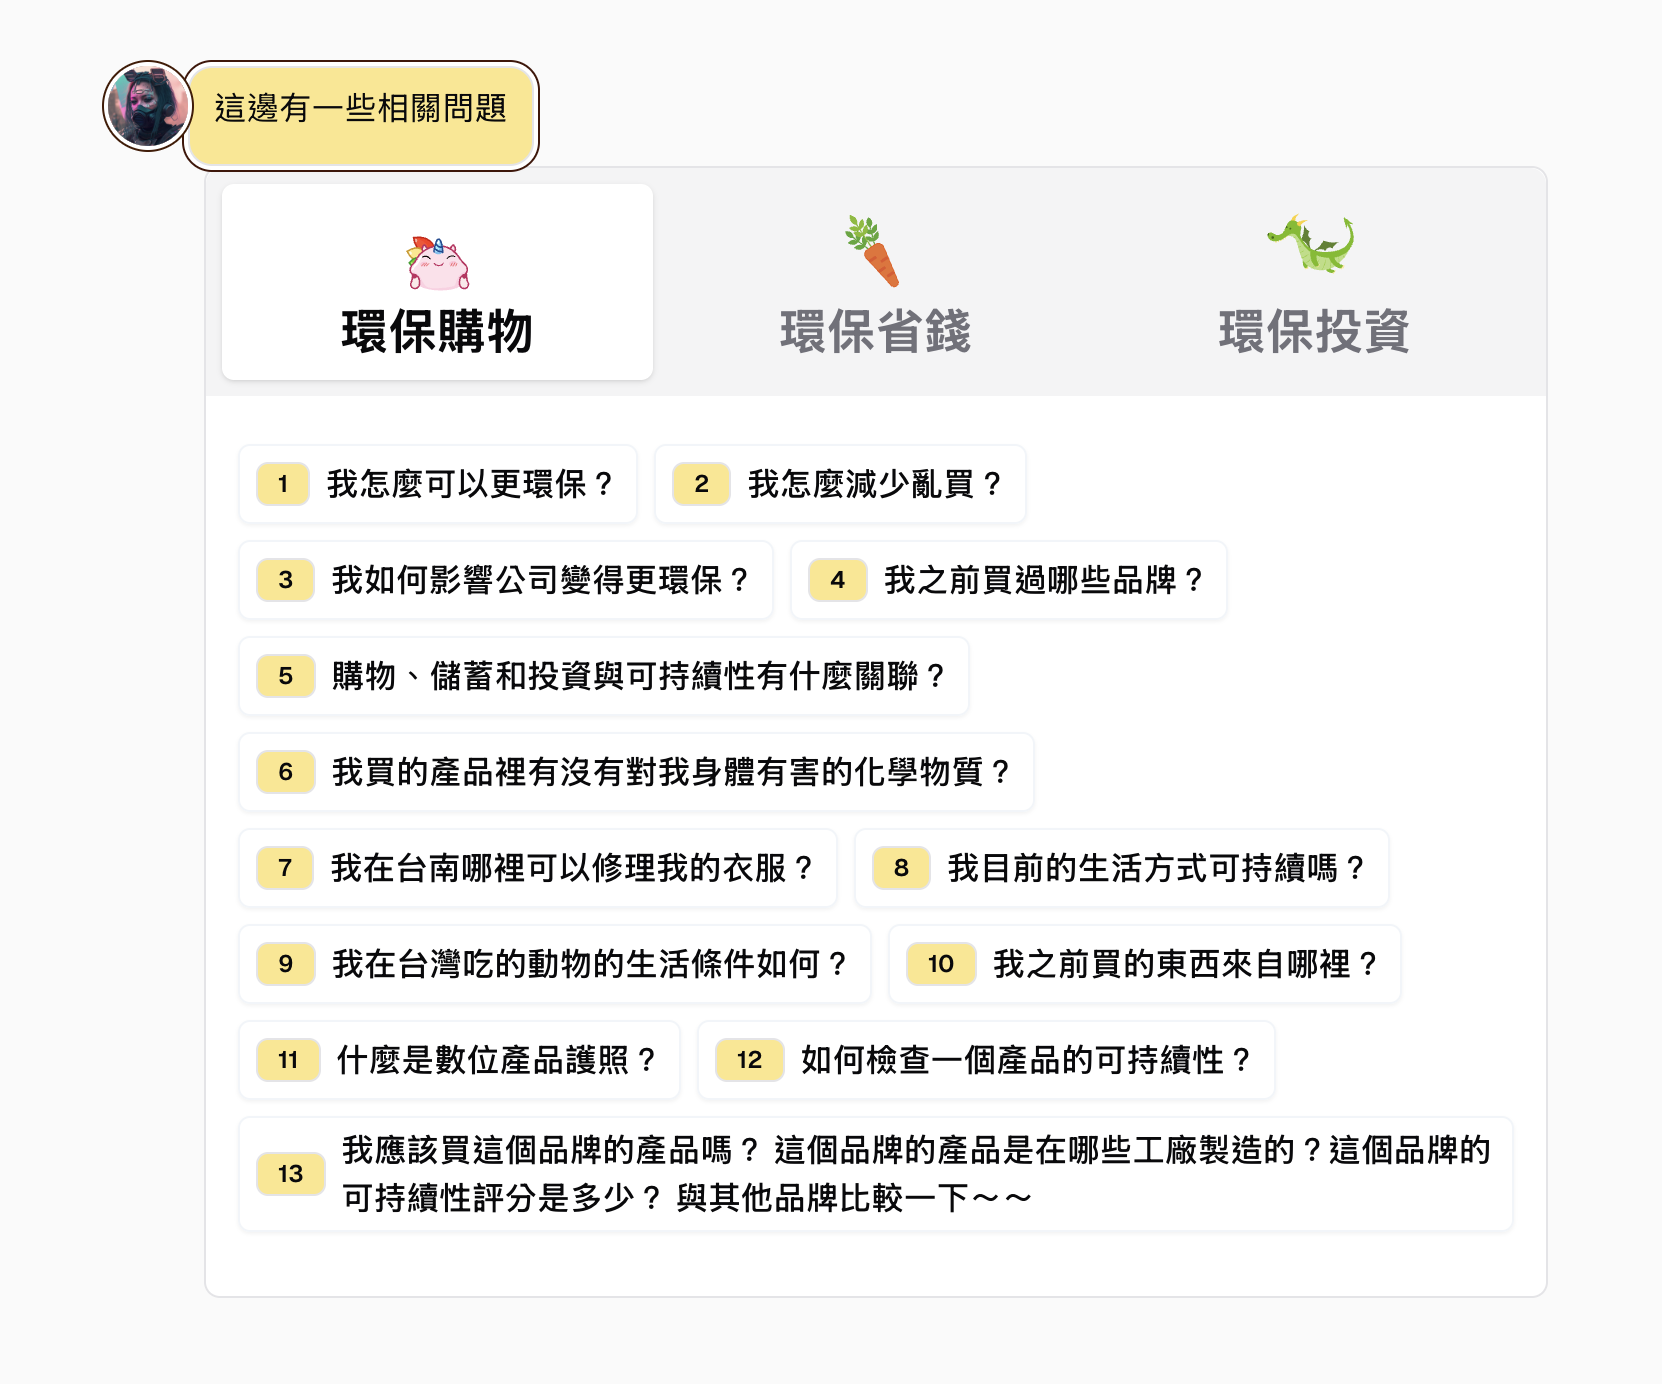 這邊有一些相關問題
環保購物
環保省錢
環保投資
1 我怎麼可以更環保？
2 我怎麼減少亂買？
3 我如何影響公司變得更環保？
4 我之前買過哪些品牌？
5 購物、儲蓄和投資與可持續性有什麼關聯？
6 我買的產品裡有沒有對我身體有害的化學物質？
7 我在台南哪裡可以修理我的衣服？
8 我目前的生活方式可持續嗎？
9 我在台灣吃的動物的生活條件如何？
10 我之前買的東西來自哪裡？
11 什麼是數位產品護照？
12 如何檢查一個產品的可持續性？
13 我應該買這個品牌的產品嗎？ 這個品牌的產品是在哪些工廠製造的？這個品牌的
可持續性評分是多少？ 與其他品牌比較一下～～